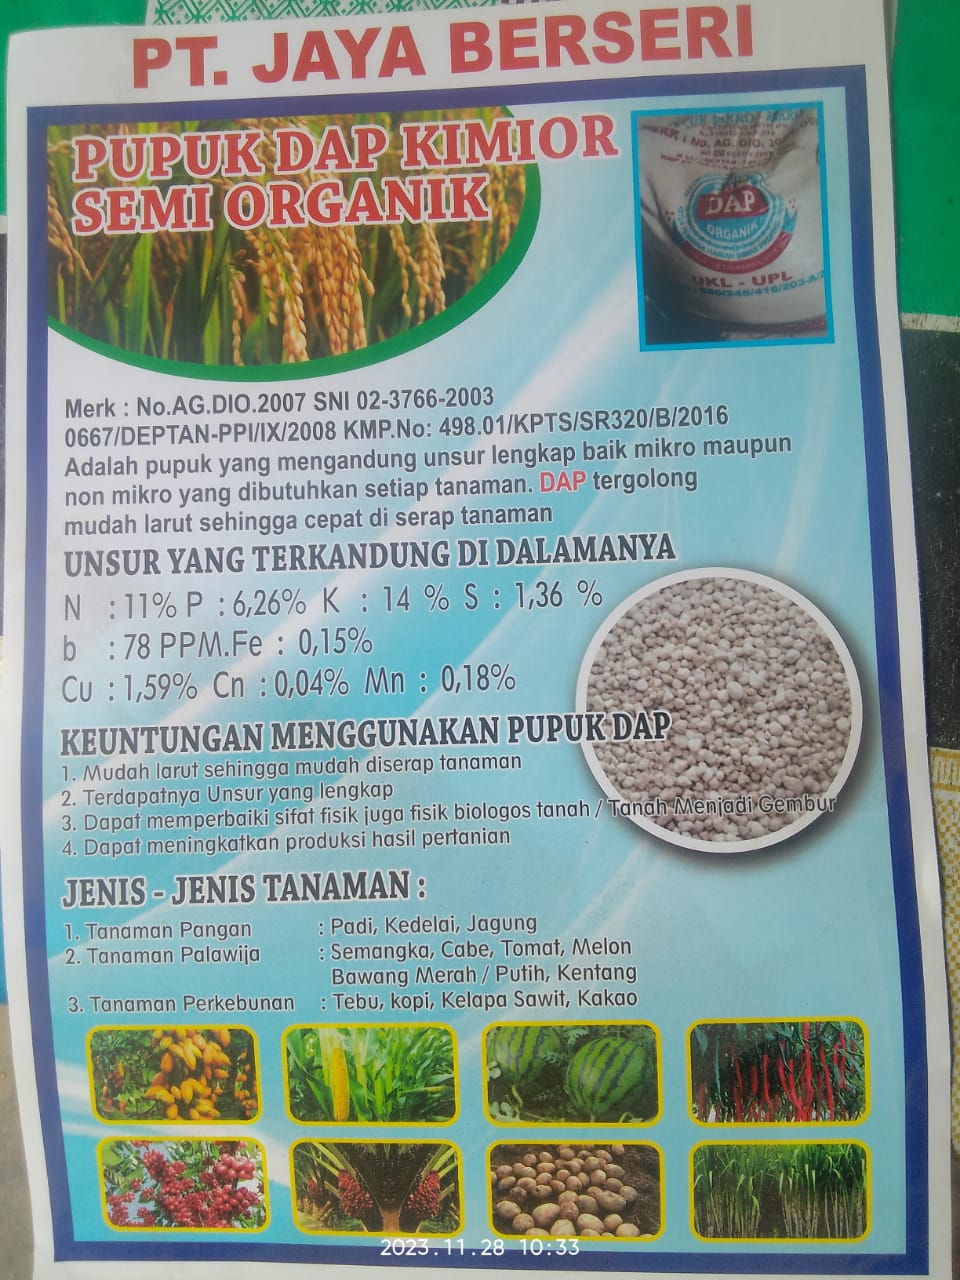 PT. JAYA BERSERI
PUPUK DAP KIMIOR
SEMI ORGANIK
No. AG. DIO. 20
DAP
ORGANIK
UKL - UPL
Merk : No.AG.DIO.2007 SNI 02-3766-2003
0667/DEPTAN-PPI/IX/2008 KMP.No: 498.01/KPTS/SR320/B/2016
Adalah pupuk yang mengandung unsur lengkap baik mikro maupun
non mikro yang dibutuhkan setiap tanaman. DAP tergolong
mudah larut sehingga cepat di serap tanaman
UNSUR YANG TERKANDUNG DI DALAMANYA
N : 11% P : 6,26% K : 14 % S : 1,36 %
b : 78 PPM.Fe : 0,15%
Cu : 1,59% Cn : 0,04% Mn : 0,18%
KEUNTUNGAN MENGGUNAKAN PUPUK DAP
1. Mudah larut sehingga mudah diserap tanaman
2. Terdapatnya Unsur yang lengkap
3. Dapat memperbaiki sifat fisik juga fisik biologos tanah / Tanah Menjadi Gembur
4. Dapat meningkatkan produksi hasil pertanian
JENIS - JENIS TANAMAN :
1. Tanaman Pangan : Padi, Kedelai, Jagung
2. Tanaman Palawija : Semangka, Cabe, Tomat, Melon
Bawang Merah / Putih, Kentang
3. Tanaman Perkebunan : Tebu, kopi, Kelapa Sawit, Kakao
2023.11.28 10:33